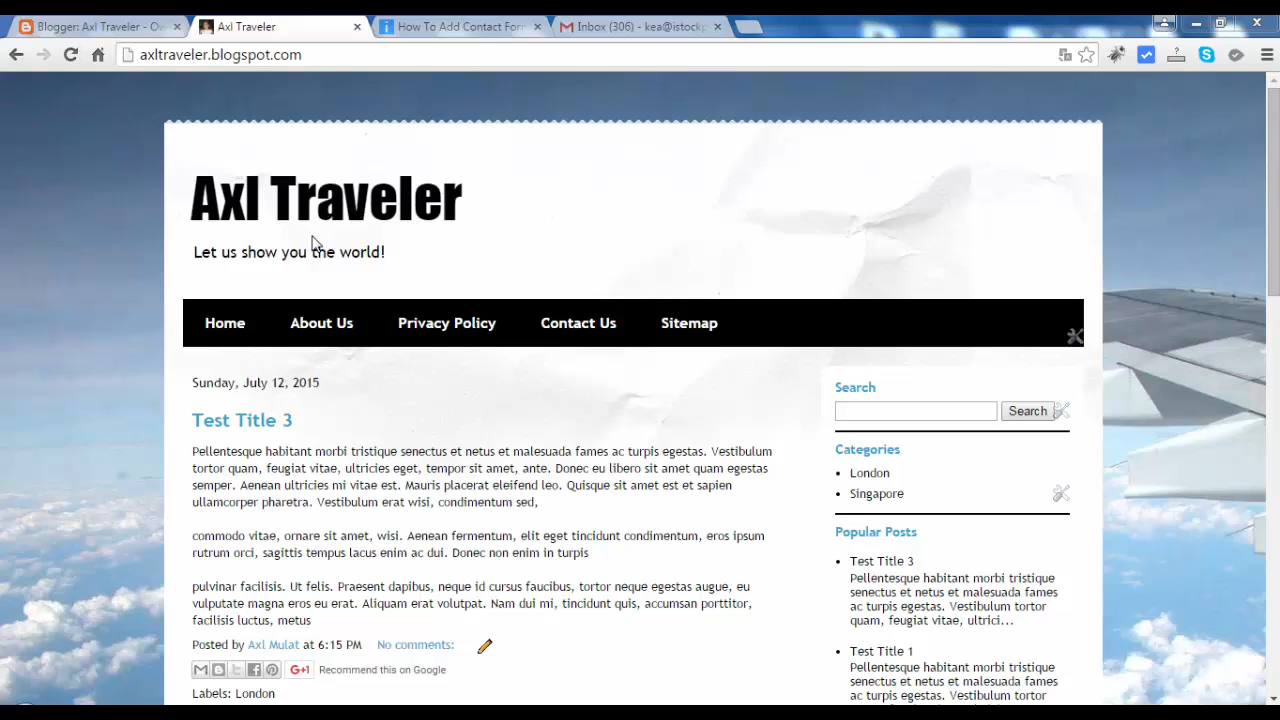 Blogger: Axl Traveler - Ov
Axl Traveler
How To Add Contact Form
Inbox (306) - kea@istockp
axltraveler.blogspot.com
Axl Traveler
Let us show you the world!
Home About Us Privacy Policy Contact Us Sitemap
Sunday, July 12, 2015
Test Title 3
Pellentesque habitant morbi tristique senectus et netus et malesuada fames ac turpis egestas. Vestibulum
tortor quam, feugiat vitae, ultricies eget, tempor sit amet, ante. Donec eu libero sit amet quam egestas
semper. Aenean ultricies mi vitae est. Mauris placerat eleifend leo. Quisque sit amet est et sapien
ullamcorper pharetra. Vestibulum erat wisi, condimentum sed,
commodo vitae, ornare sit amet, wisi. Aenean fermentum, elit eget tincidunt condimentum, eros ipsum
rutrum orci, sagittis tempus lacus enim ac dui. Donec non enim in turpis
pulvinar facilisis. Ut felis. Praesent dapibus, neque id cursus faucibus, tortor neque egestas augue, eu
vulputate magna eros eu erat. Aliquam erat volutpat. Nam dui mi, tincidunt quis, accumsan porttitor,
facilisis luctus, metus
Posted by Axl Mulat at 6:15 PM No comments:
G+1 Recommend this on Google
Labels: London
Search
Search
Categories
London
Singapore
Popular Posts
Test Title 3
Pellentesque habitant morbi tristique
senectus et netus et malesuada fames
ac turpis egestas. Vestibulum tortor
quam, feugiat vitae, ultrici...
Test Title 1
Pellentesque habitant morbi tristique
senectus et netus et malesuada fames
ac turpis egestas. Vestibulum tortor